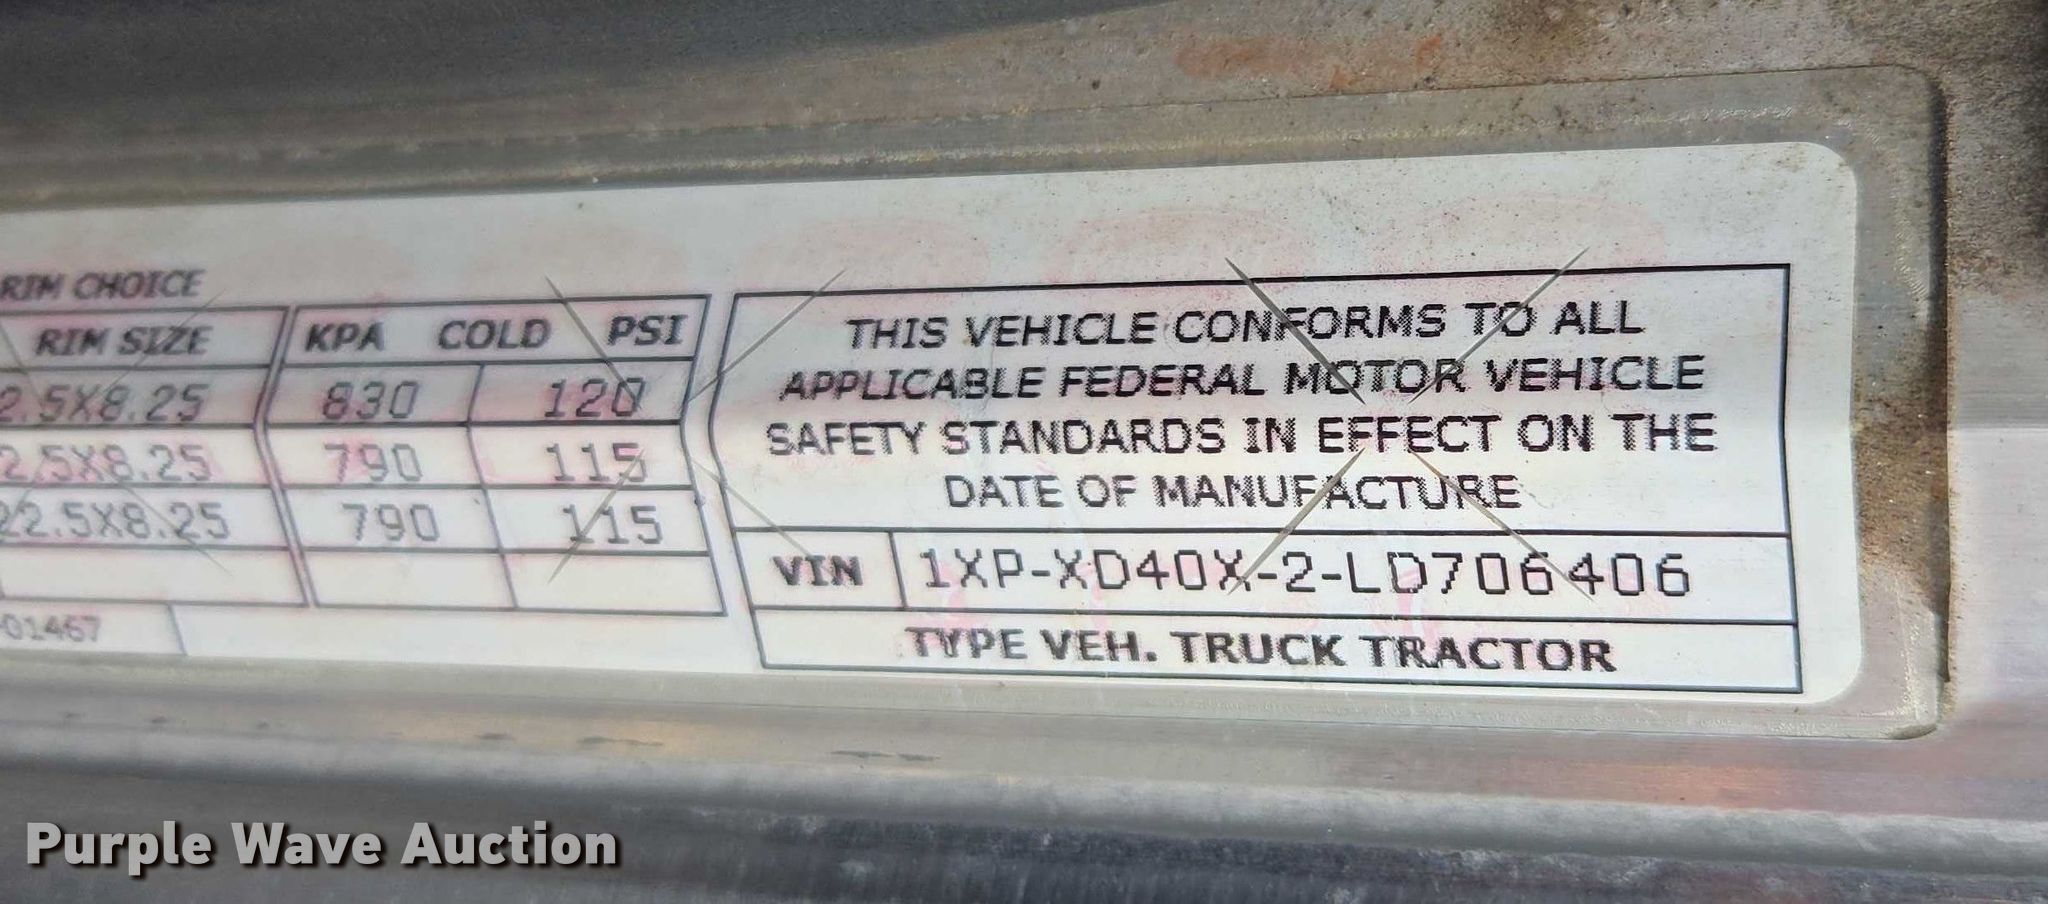 RIM CHOICE
RIM SIZE KPA COLD PSI
2.5X8.25 830 120
2.5X8.25 790 115
22.5X8.25 790 115
-01467
THIS VEHICLE CONFORMS TO ALL
APPLICABLE FEDERAL MOTOR VEHICLE
SAFETY STANDARDS IN EFFECT ON THE
DATE OF MANUFACTURE
VIN 1XP-XD40X-2-LD706406
TYPE VEH. TRUCK TRACTOR
Purple Wave Auction